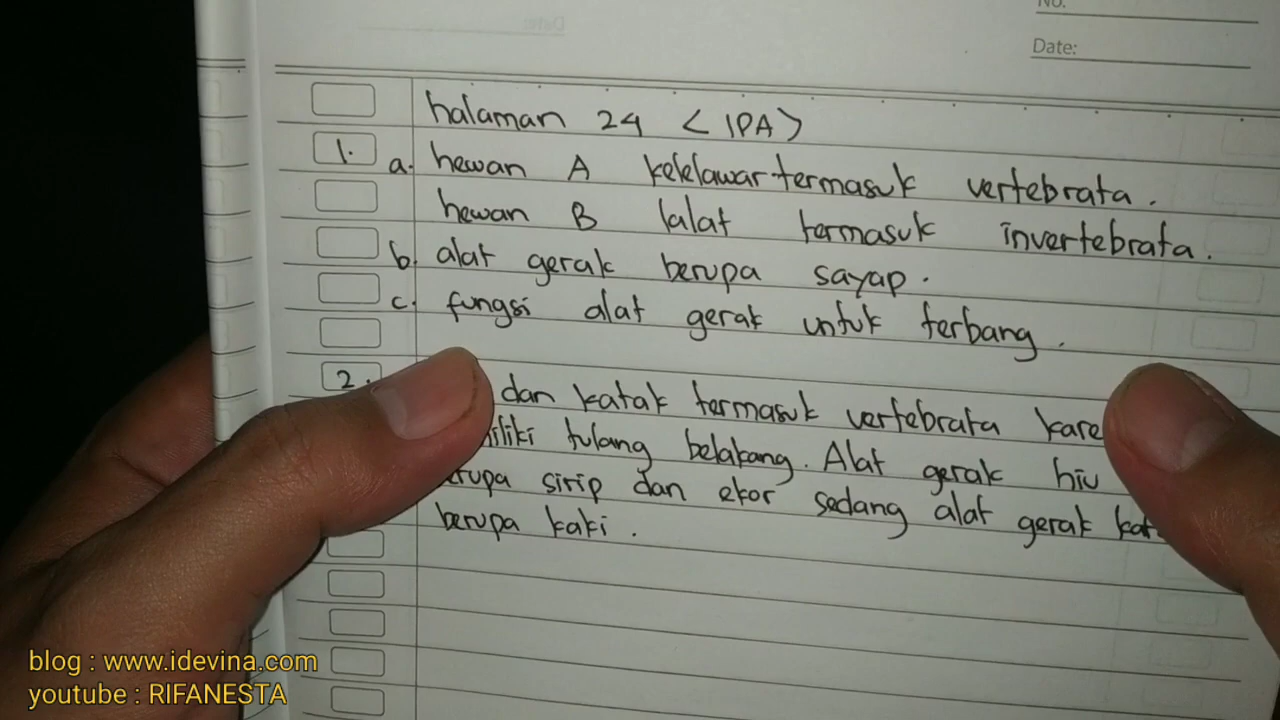 No.
Date:
halaman 24 <IPA>
1. a. hewan A kelelawar termasuk vertebrata.
hewan B lalat termasuk invertebrata.
b. alat gerak berupa sayap.
c. fungsi alat gerak untuk terbang.
2. dan katak termasuk vertebrata
tulang belakang. Alat gerak hiu
sirip dan ekor sedang alat gerak
berupa kaki.
blog : www.idevina.com
youtube : RIFANESTA